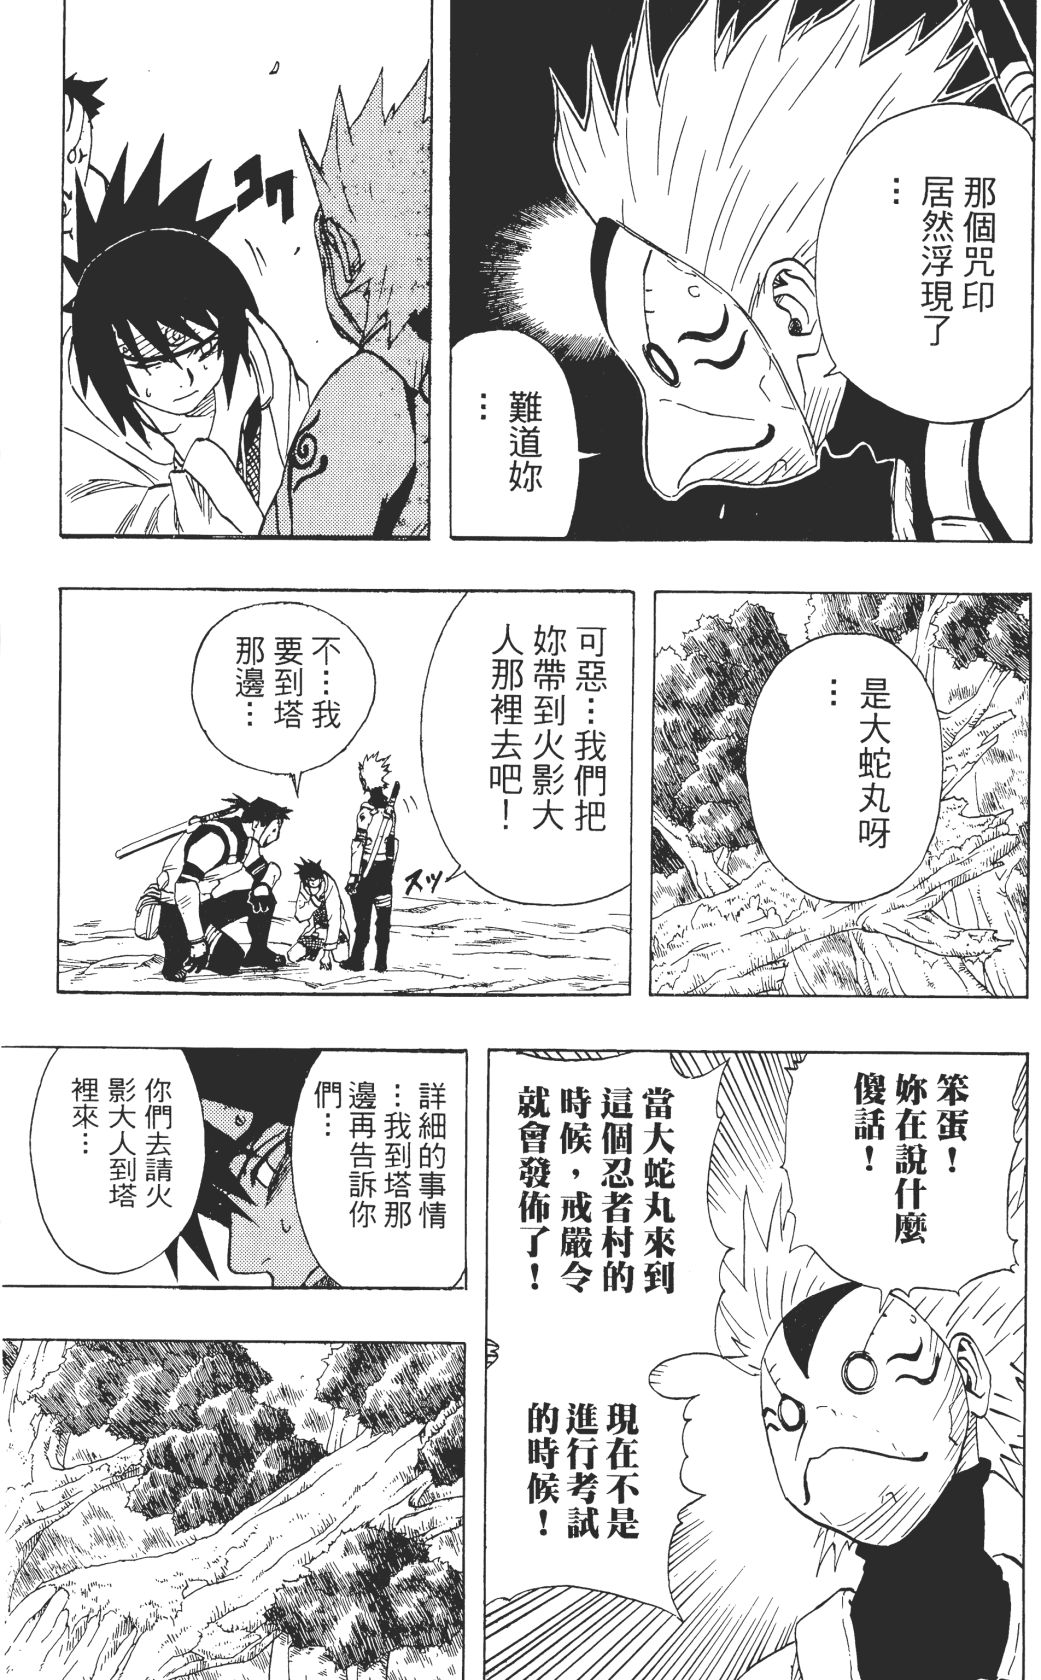 那個咒印
居然浮現了
…
難道妳
…
コク
是大蛇丸呀
…
可惡…我們把
妳帶到火影大
人那裡去吧！
不…我
要到塔
那邊…
スッ
笨蛋！
妳在說什麼
傻話！
當大蛇丸來到
這個忍者村的
時候，戒嚴令
就會發佈了！
現在不是
進行考試
的時候！
詳細的事情
…我到塔那
邊再告訴你
們…
你們去請火
影大人到塔
裡來…